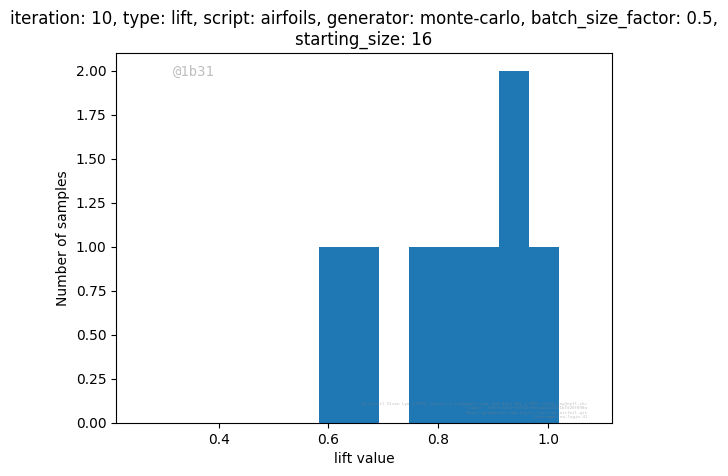 iteration: 10, type: lift, script: airfoils, generator: monte-carlo, batch_size_factor: 0.5,
starting_size: 16
@1b31
2.00
1.75
1.50
1.25
1.00
0.75
0.50
0.25
0.00
Number of samples
0.4
0.6
0.8
1.0
lift value